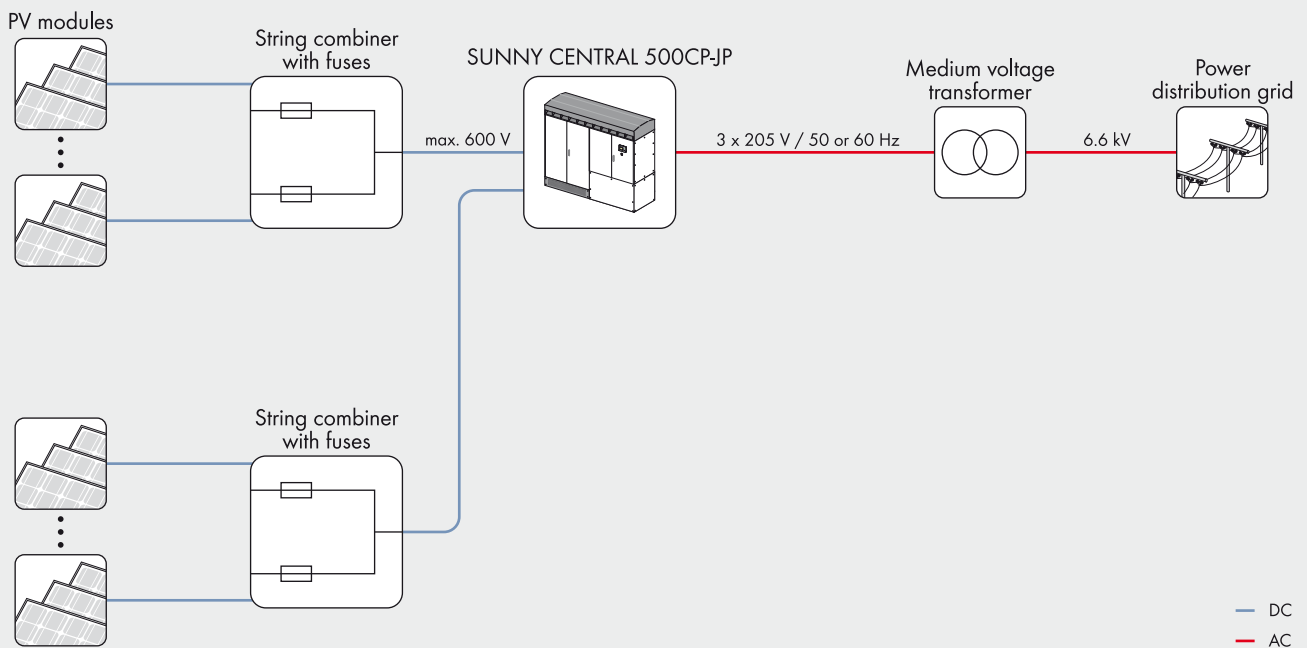 PV modules
String combiner
with fuses
SUNNY CENTRAL 500CP-JP
Medium voltage
transformer
Power
distribution grid
max. 600 V
3 x 205 V / 50 or 60 Hz
6.6 kV
String combiner
with fuses
DC
AC